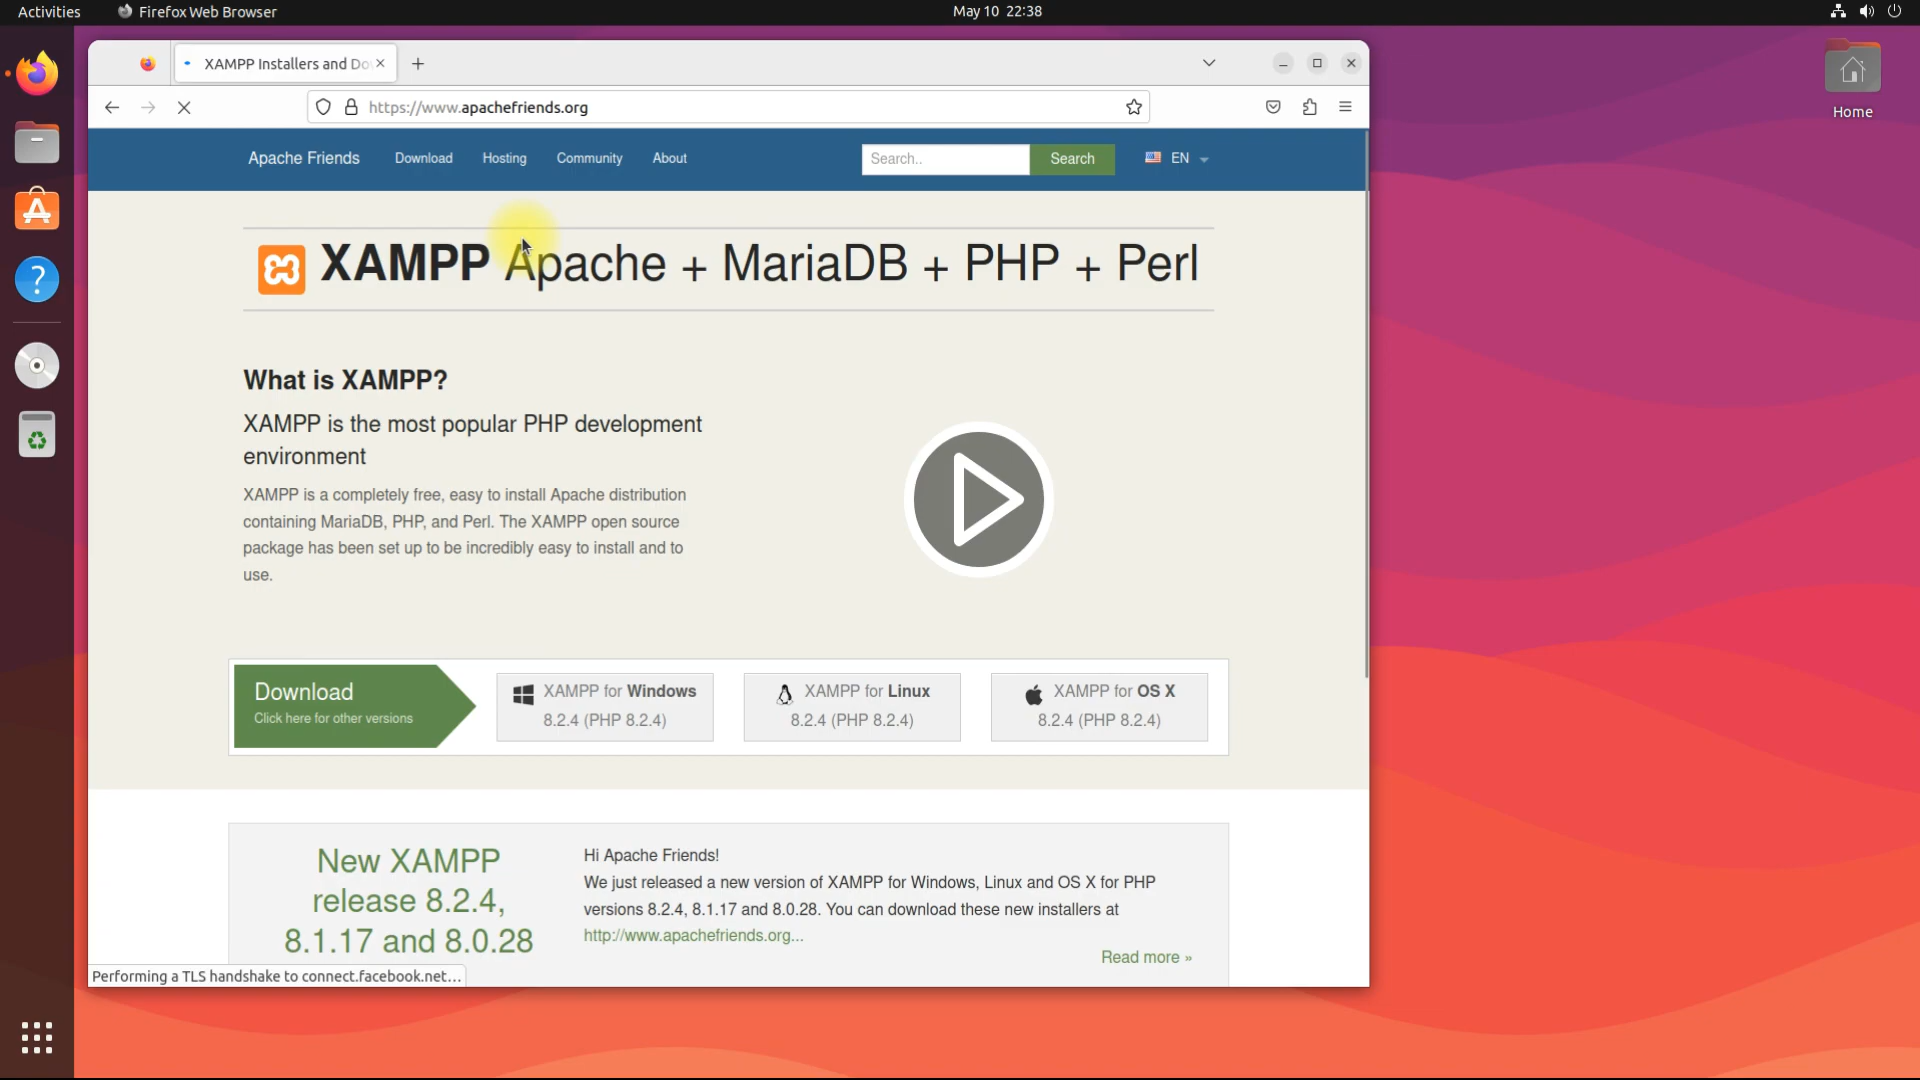 Activities
Firefox Web Browser
May 10 22:38
XAMPP Installers and Do
https://www.apachefriends.org
Home
Apache Friends
Download
Hosting
Community
About
Search..
Search
EN
XAMPP Apache + MariaDB + PHP + Perl
What is XAMPP?
XAMPP is the most popular PHP development
environment
XAMPP is a completely free, easy to install Apache distribution
containing MariaDB, PHP, and Perl. The XAMPP open source
package has been set up to be incredibly easy to install and to
use.
Download
Click here for other versions
XAMPP for Windows
8.2.4 (PHP 8.2.4)
XAMPP for Linux
8.2.4 (PHP 8.2.4)
XAMPP for OS X
8.2.4 (PHP 8.2.4)
New XAMPP
release 8.2.4,
8.1.17 and 8.0.28
Hi Apache Friends!
We just released a new version of XAMPP for Windows, Linux and OS X for PHP
versions 8.2.4, 8.1.17 and 8.0.28. You can download these new installers at
http://www.apachefriends.org...
Read more »
Performing a TLS handshake to connect.facebook.net…